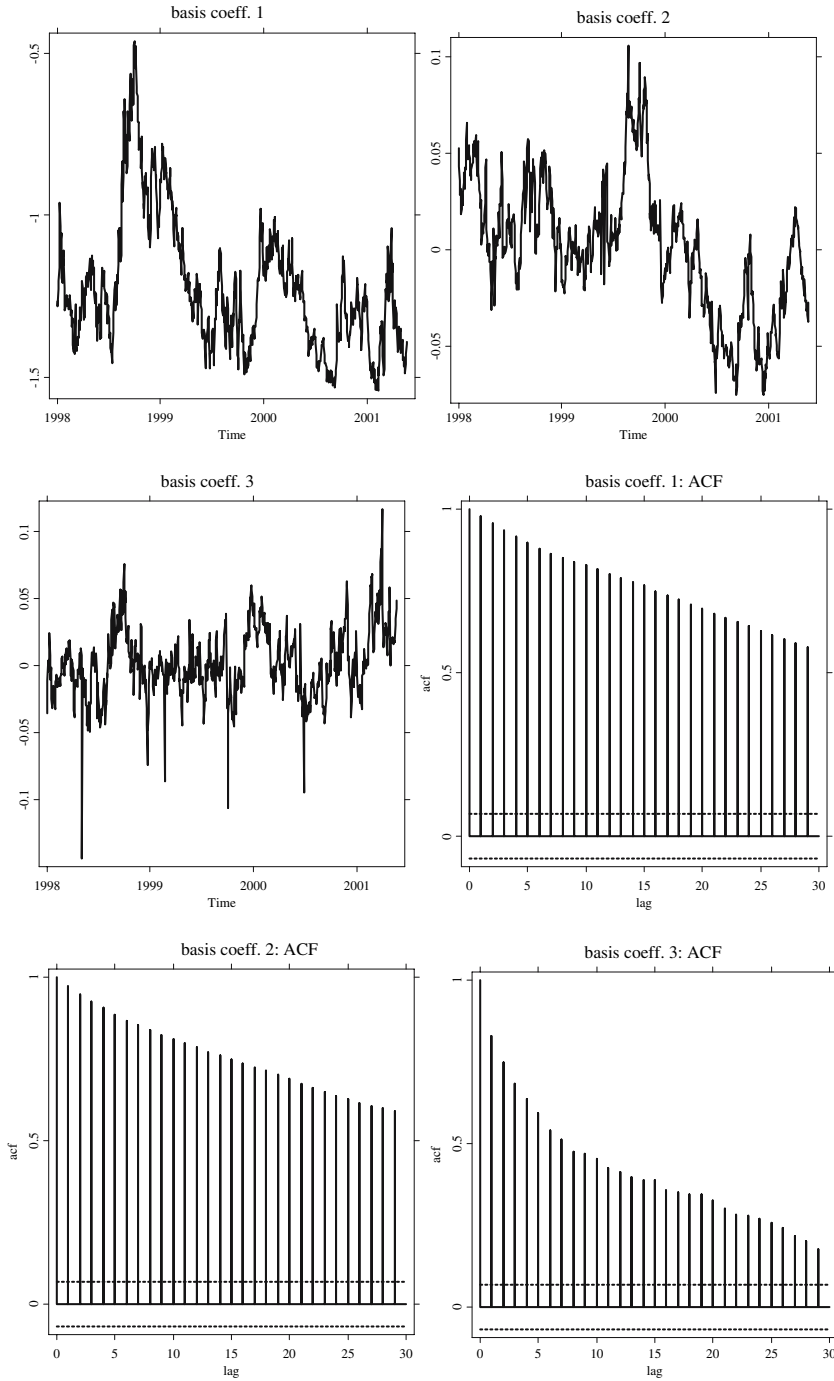 basis coeff. 1
-0.5
-1
-1.5
1998 1999 2000 2001
Time
basis coeff. 2
0.1
0.05
0
-0.05
1998 1999 2000 2001
Time
basis coeff. 3
0.1
0.05
0
-0.05
-0.1
1998 1999 2000 2001
Time
basis coeff. 1: ACF
1
0.5
0
acf
0 5 10 15 20 25 30
lag
basis coeff. 2: ACF
1
0.5
0
acf
0 5 10 15 20 25 30
lag
basis coeff. 3: ACF
1
0.5
0
acf
0 5 10 15 20 25 30
lag